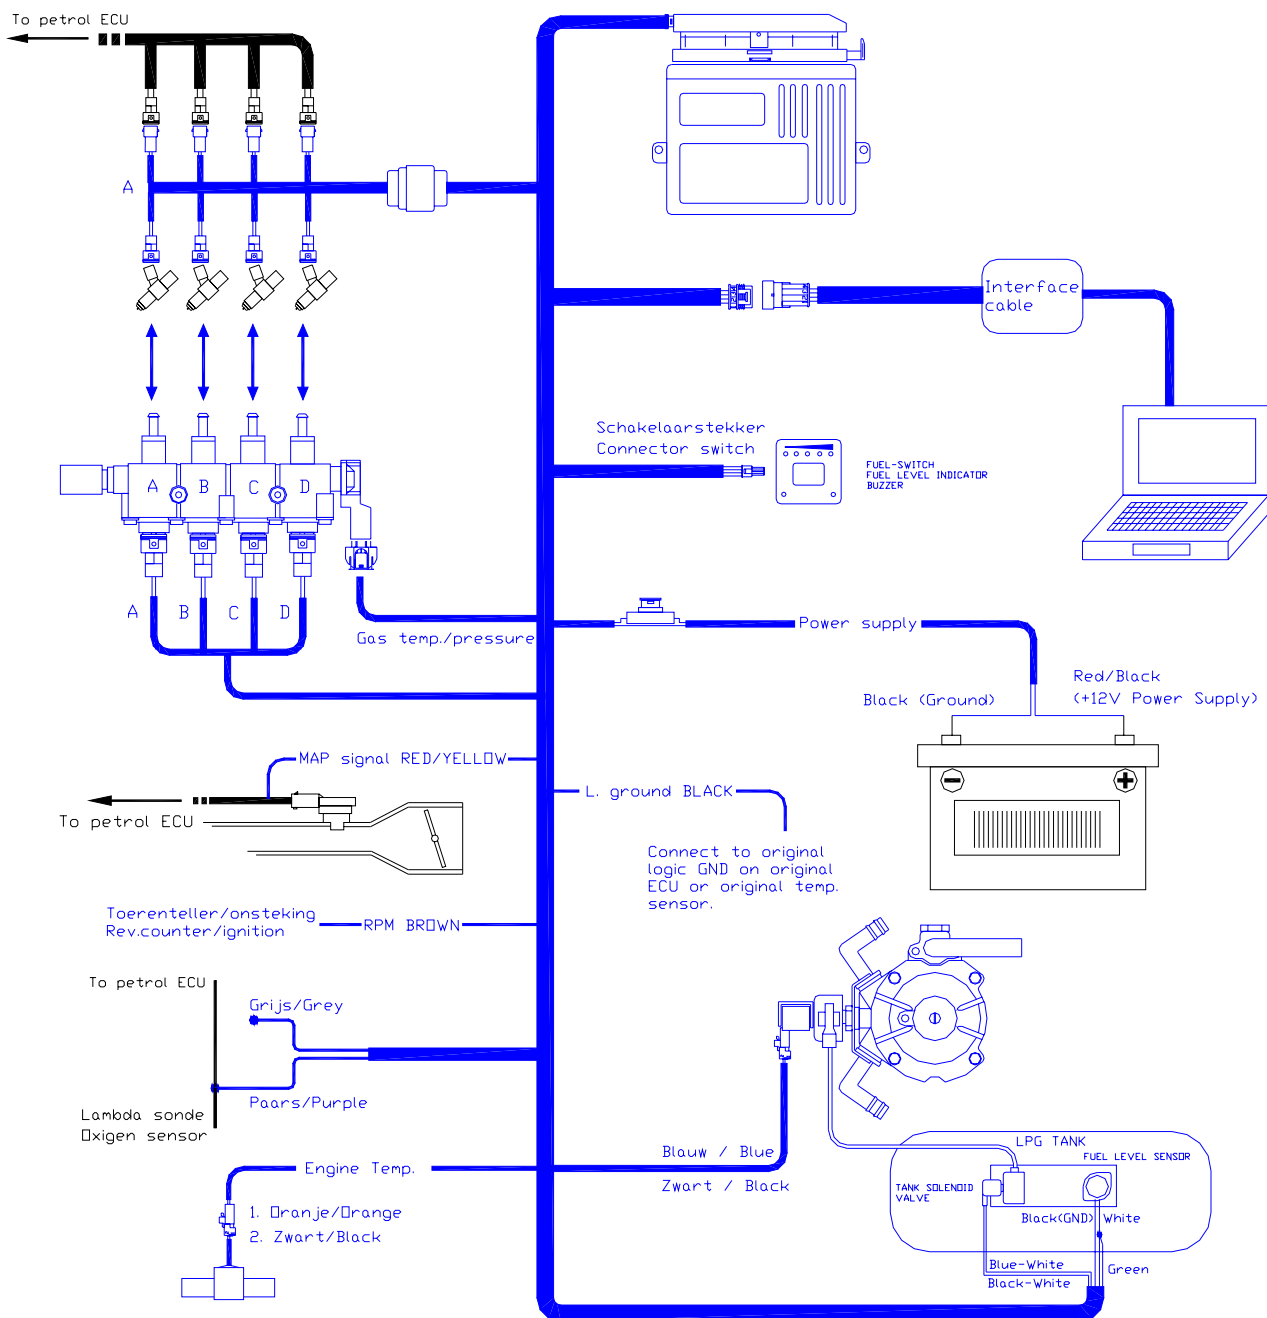 To petrol ECU
A
Interface
cable
Schakelaarstekker
Connector switch
FUEL-SWITCH
FUEL LEVEL INDICATOR
BUZZER
A B C D
A B C D
Gas temp./pressure
Power supply
Red/Black
(+12V Power Supply)
Black (Ground)
MAP signal RED/YELLOW
L. ground BLACK
To petrol ECU
Connect to original
logic GND on original
ECU or original temp.
sensor.
Toerenteller/onsteking
Rev.counter/ignition
RPM BROWN
To petrol ECU
Grijs/Grey
Paars/Purple
Lambda sonde
Oxigen sensor
Engine Temp.
1. Oranje/Orange
2. Zwart/Black
Blauw / Blue
Zwart / Black
LPG TANK
FUEL LEVEL SENSOR
TANK SOLENOID
VALVE
Black(GND) White
Blue-White
Black-White
Green